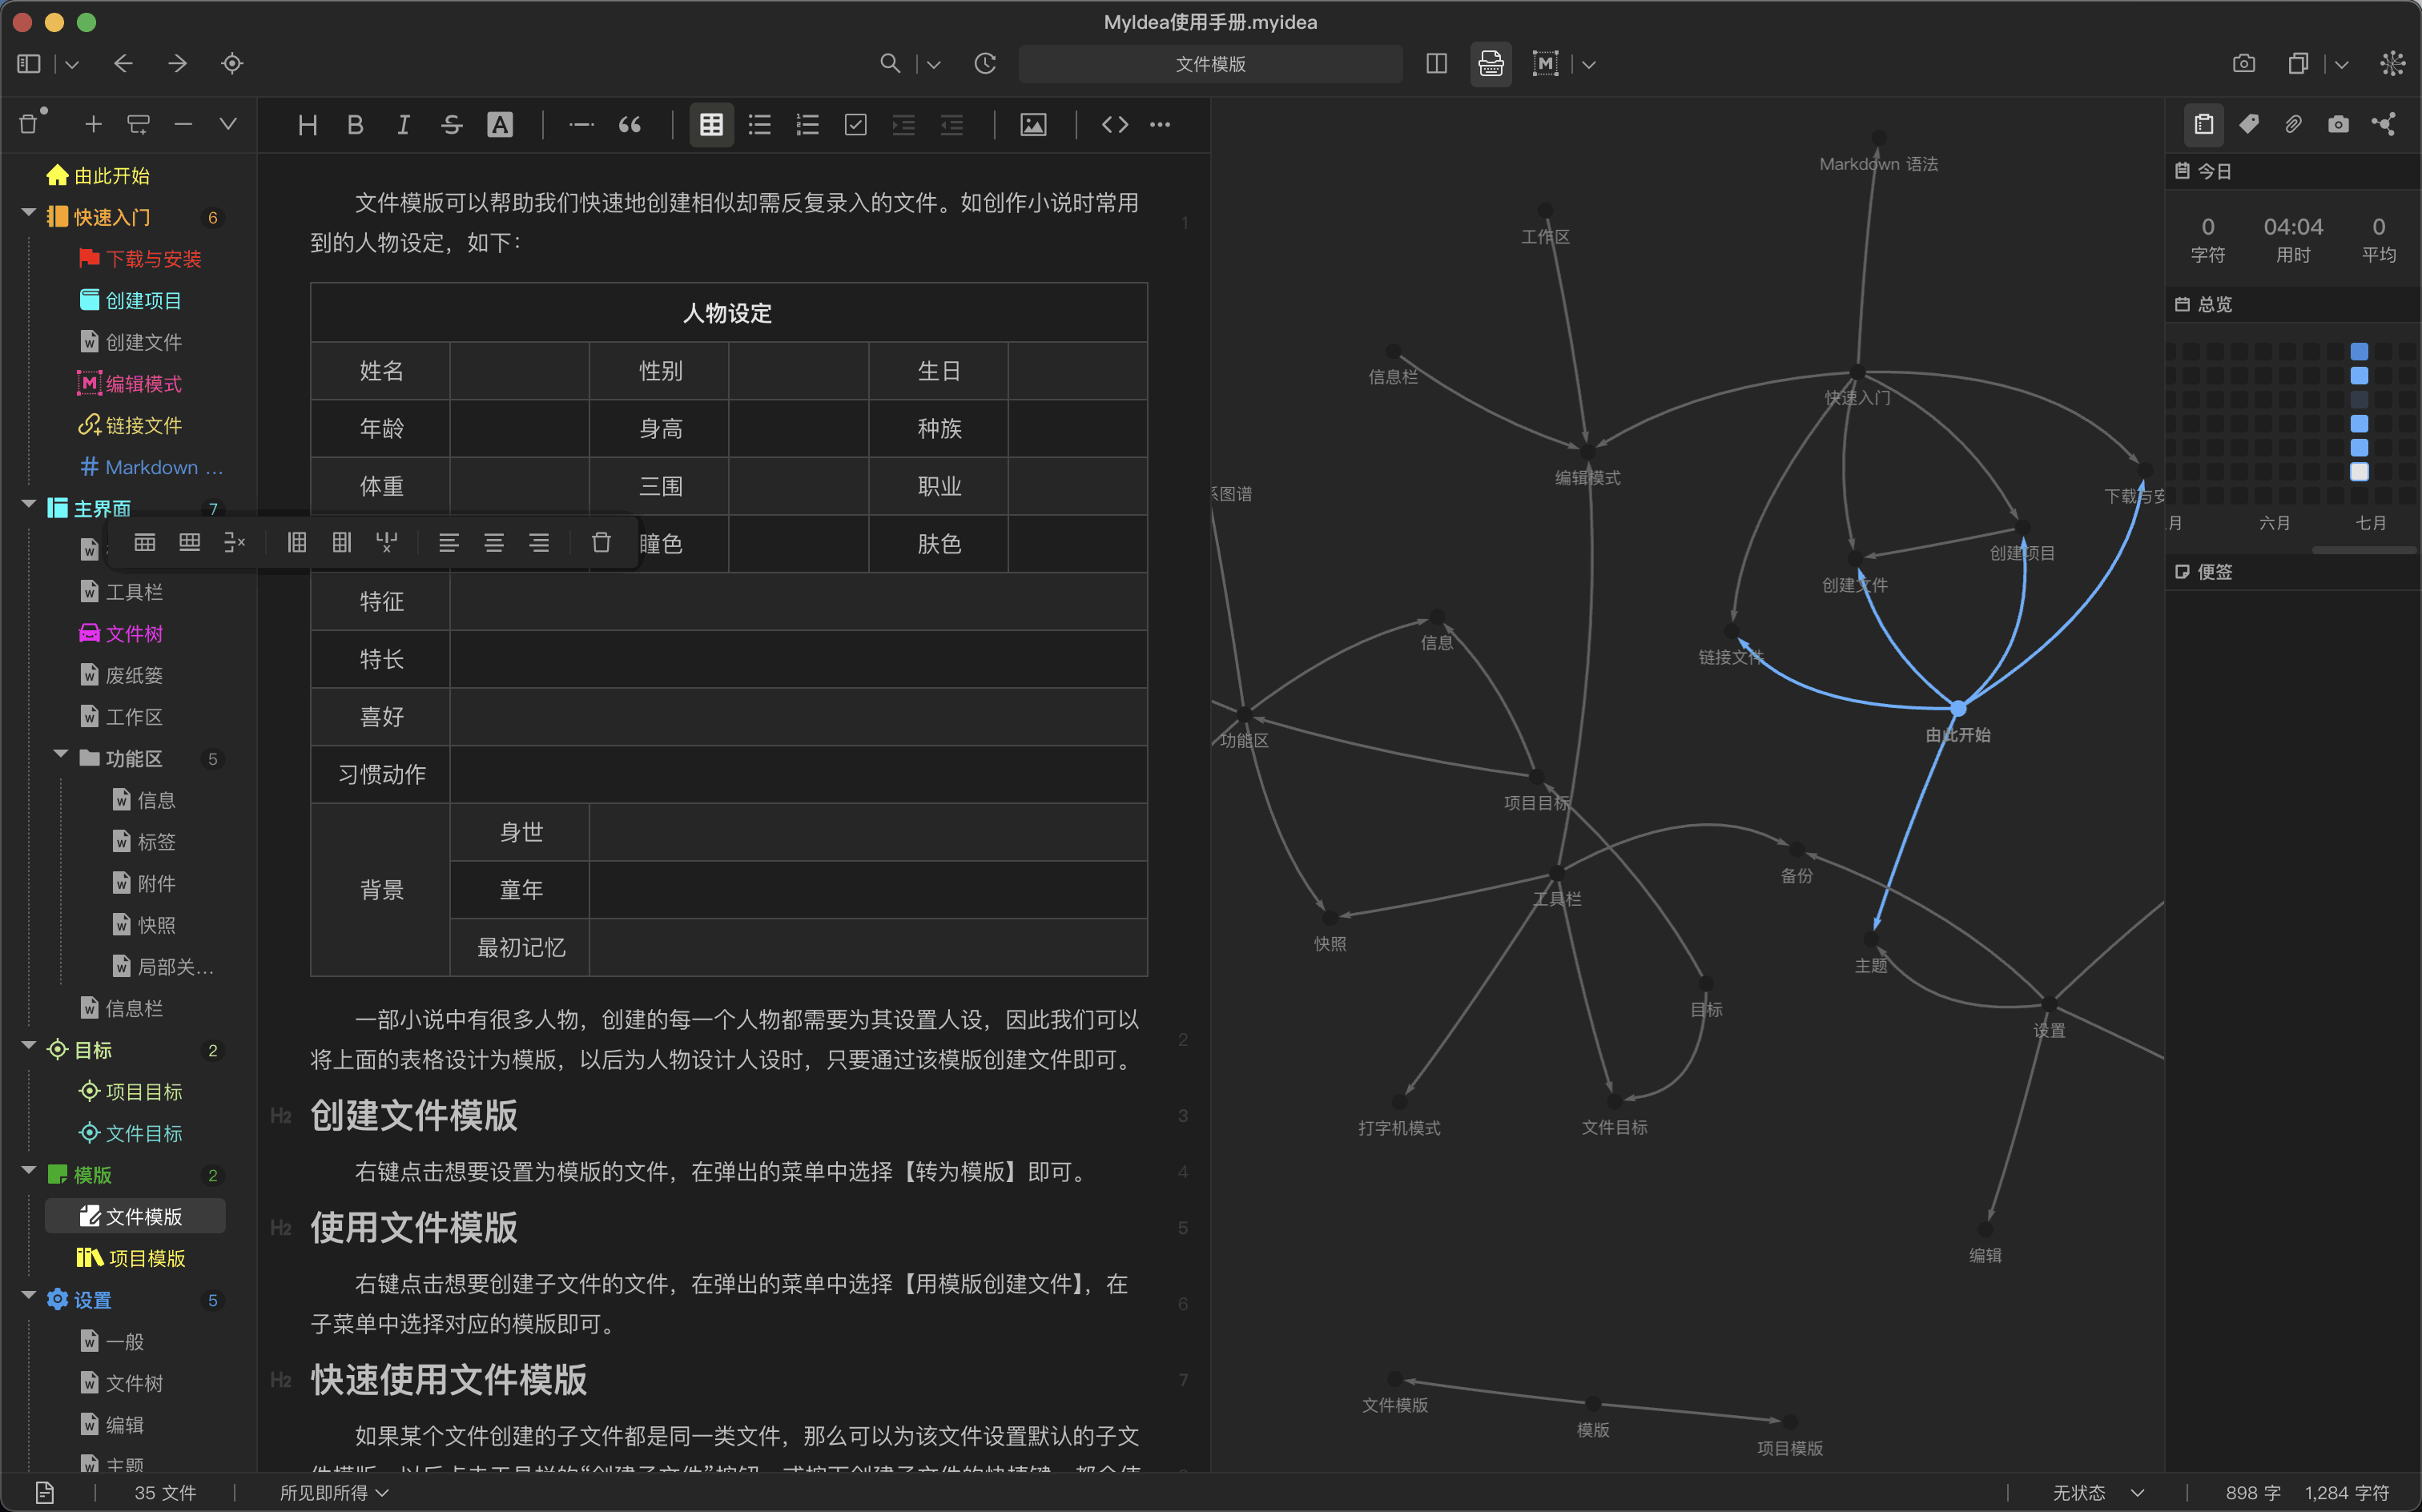 MyIdea使用手册.myidea
文件模版
由此开始
快速入门 6
下载与安装
创建项目
创建文件
编辑模式
链接文件
Markdown ...
主界面 7
工具栏
文件树
废纸篓
工作区
功能区 5
信息
标签
附件
快照
局部关...
信息栏
目标 2
项目目标
文件目标
模版 2
文件模版
项目模版
设置 5
一般
文件树
编辑
主题
文件模版可以帮助我们快速地创建相似却需反复录入的文件。如创作小说时常用
到的人物设定，如下：
1
人物设定
姓名 性别 生日
年龄 身高 种族
体重 三围 职业
瞳色 肤色
特征
特长
喜好
习惯动作
背景
身世
童年
最初记忆
一部小说中有很多人物，创建的每一个人物都需要为其设置人设，因此我们可以
将上面的表格设计为模版，以后为人物设计人设时，只要通过该模版创建文件即可。
2
H2 创建文件模版 3
右键点击想要设置为模版的文件，在弹出的菜单中选择【转为模版】即可。 4
H2 使用文件模版 5
右键点击想要创建子文件的文件，在弹出的菜单中选择【用模版创建文件】，在
子菜单中选择对应的模版即可。
6
H2 快速使用文件模版 7
如果某个文件创建的子文件都是同一类文件，那么可以为该文件设置默认的子文
Markdown 语法
工作区
信息栏
快速入门
编辑模式
系图谱
下载与安
创建项目
创建文件
信息
链接文件
由此开始
功能区
项目目标
备份
工具栏
快照
主题
目标
设置
打字机模式
文件目标
编辑
文件模版
模版
项目模版
今日
0 04:04 0
字符 用时 平均
总览
月 六月 七月
便签
35 文件
所见即所得
无状态
898 字 1,284 字符